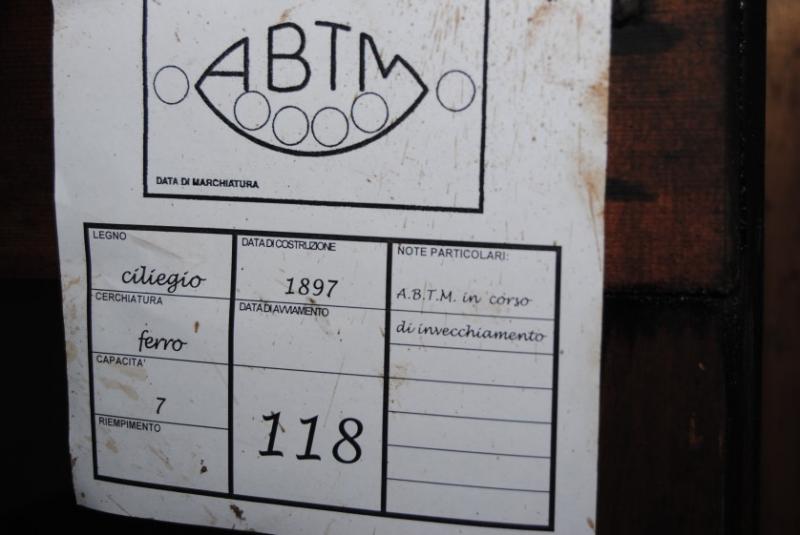 ABTM
DATA DI MARCHIATURA
LEGNO
ciliegio
CERCHIATURA
ferro
CAPACITA'
7
RIEMPIMENTO
DATA DI COSTRUZIONE
1897
DATA DI AVVIAMENTO
118
NOTE PARTICOLARI:
A.B.T.M. in corso
di invecchiamento